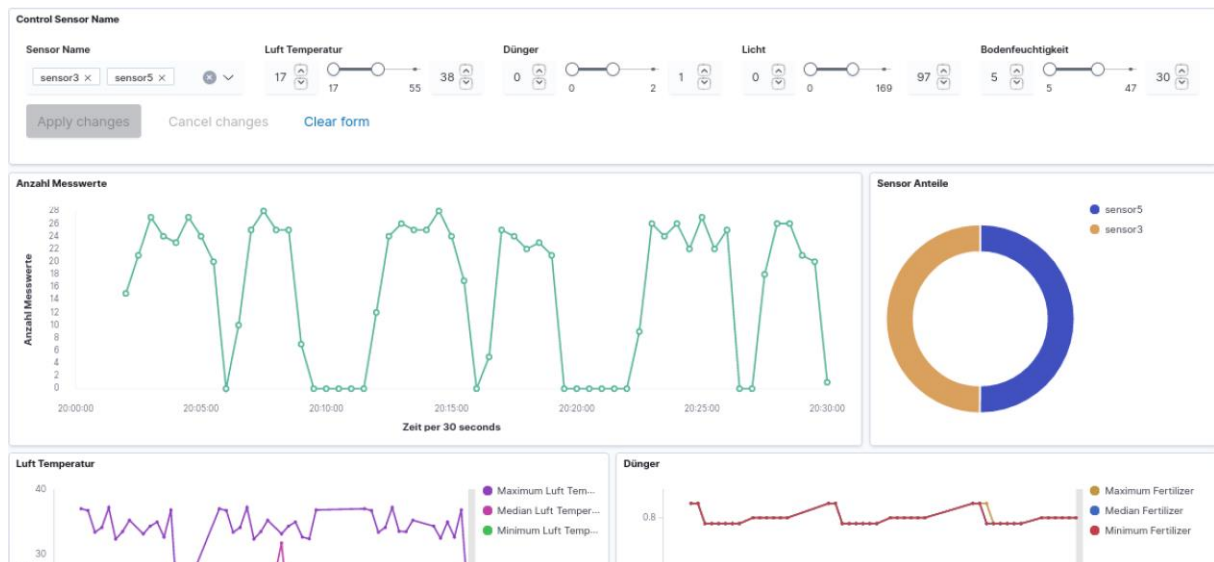 Control Sensor Name
Sensor Name
Luft Temperatur
Dünger
Licht
Bodenfeuchtigkeit
sensor3 × sensor5 ×
17 38
17 55
0 1
0 2
0 97
0 169
5 30
5 47
Apply changes Cancel changes Clear form
Anzahl Messwerte
Anzahl Messwerte
28
26
24
22
20
18
16
14
12
10
8
6
4
2
0
20:00:00 20:05:00 20:10:00 20:15:00 20:20:00 20:25:00 20:30:00
Zeit per 30 seconds
Sensor Anteile
sensor5
sensor3
Luft Temperatur
40
30
Maximum Luft Tem...
Median Luft Temper...
Minimum Luft Temp...
Dünger
0.8
Maximum Fertilizer
Median Fertilizer
Minimum Fertilizer